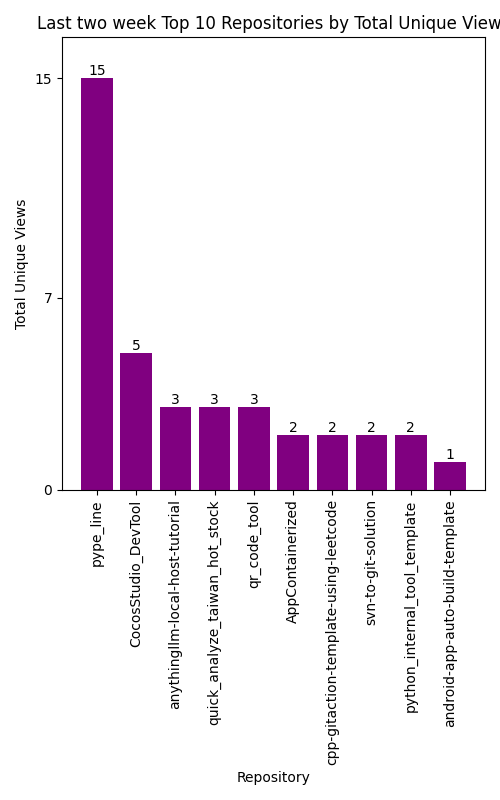 Last two week Top 10 Repositories by Total Unique View
Total Unique Views
15
7
0
15
5
3
3
3
2
2
2
2
1
pype_line
CocosStudio_DevTool
anythingllm-local-host-tutorial
quick_analyze_taiwan_hot_stock
qr_code_tool
AppContainerized
cpp-gitaction-template-using-leetcode
svn-to-git-solution
python_internal_tool_template
android-app-auto-build-template
Repository